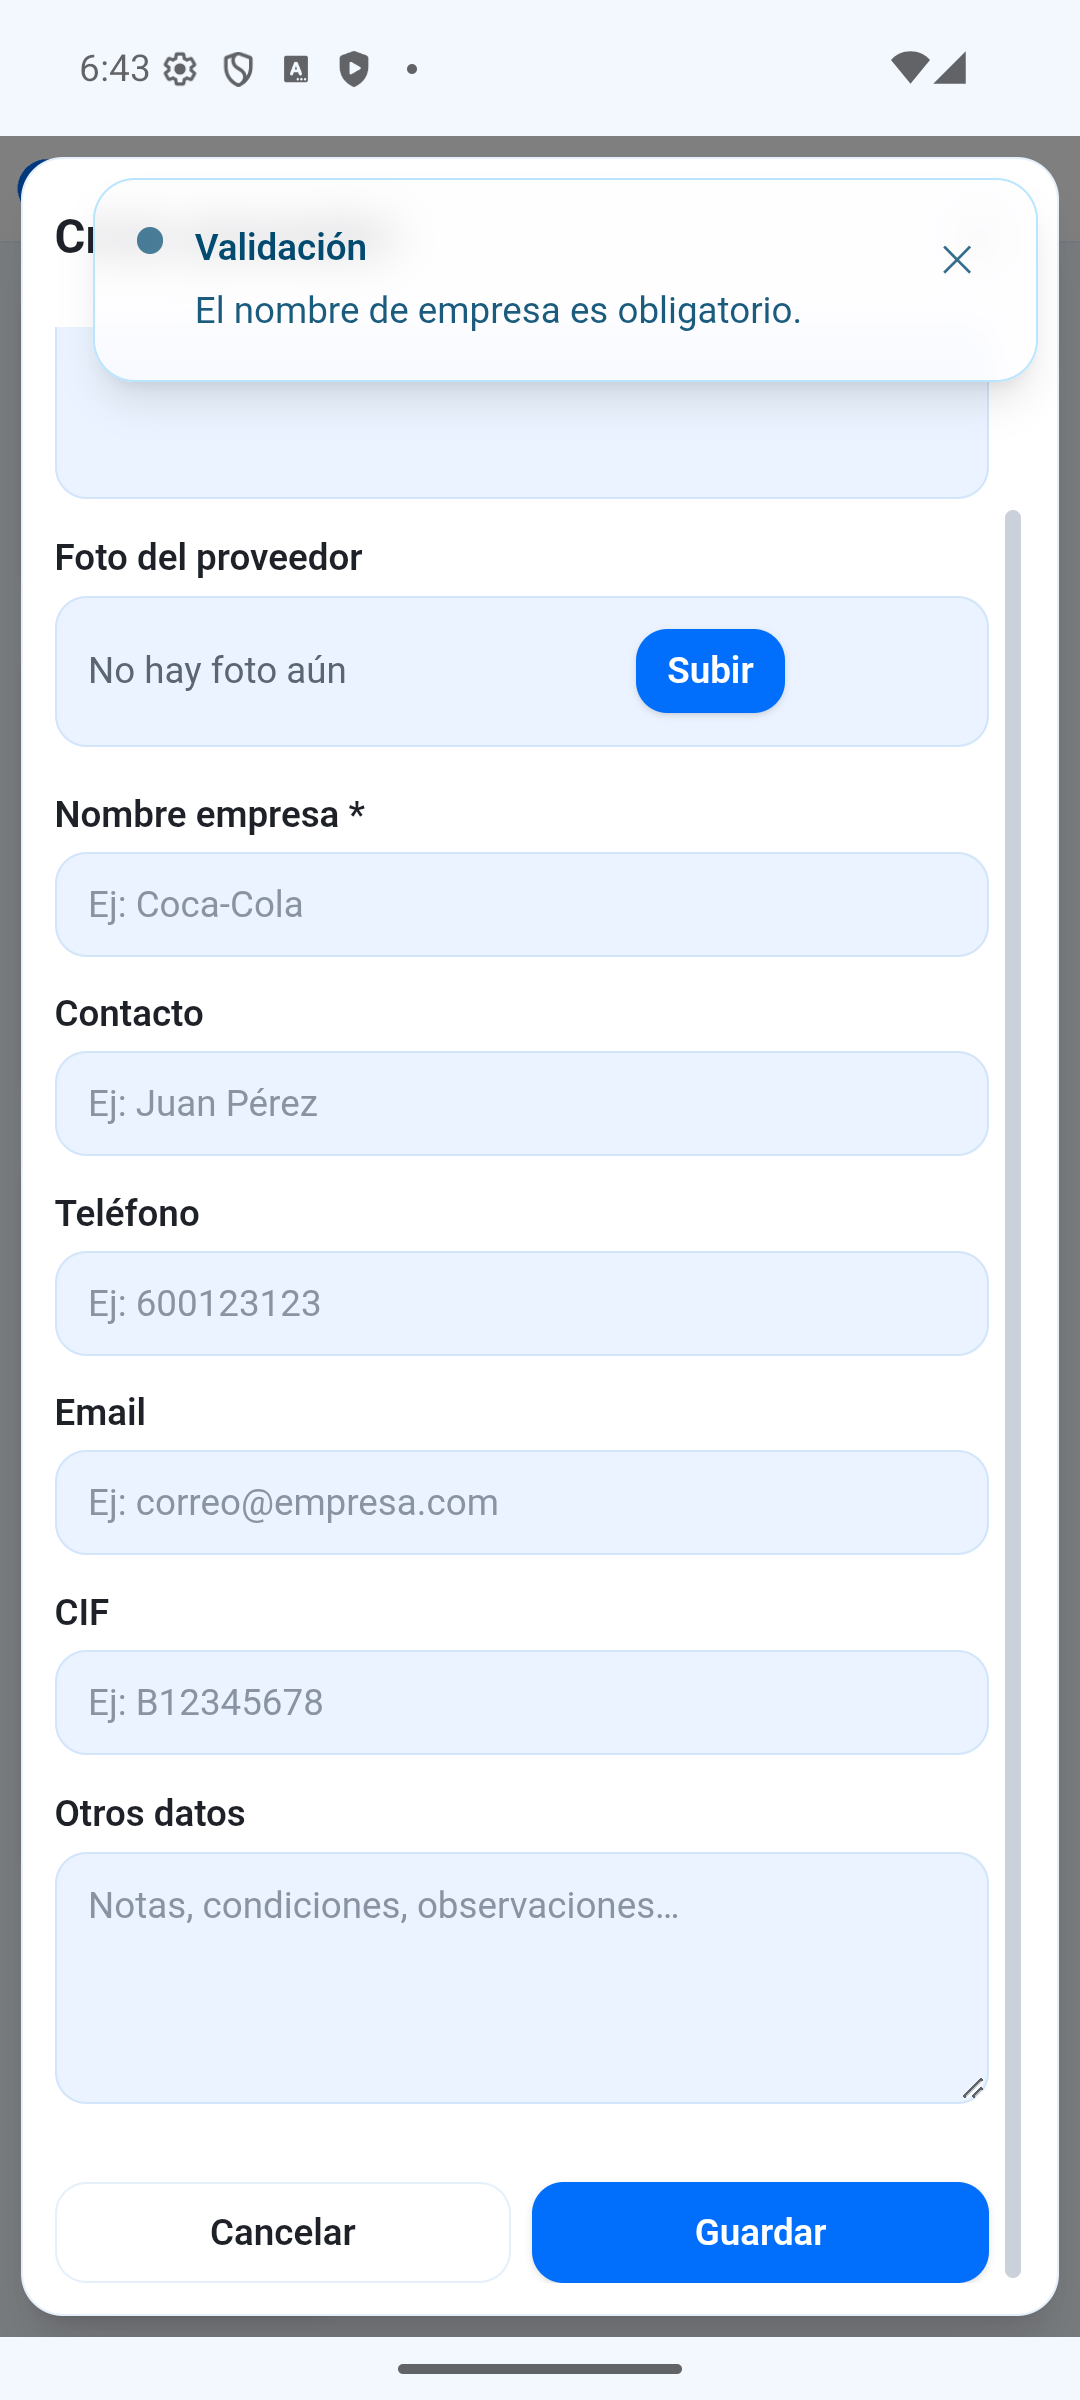 6:43
Validación
El nombre de empresa es obligatorio.
Foto del proveedor
No hay foto aún
Subir
Nombre empresa *
Ej: Coca-Cola
Contacto
Ej: Juan Pérez
Teléfono
Ej: 600123123
Email
Ej: correo@empresa.com
CIF
Ej: B12345678
Otros datos
Notas, condiciones, observaciones…
Cancelar
Guardar